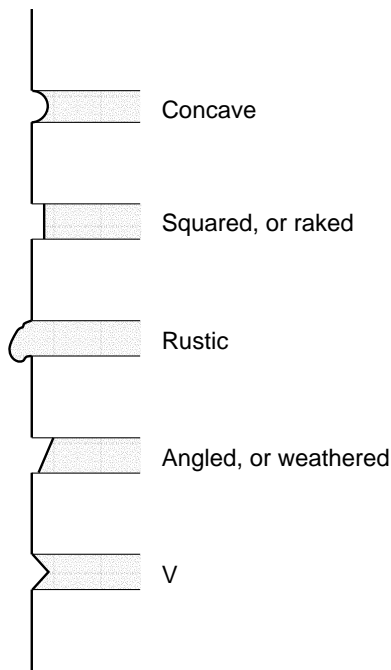 Concave
Squared, or raked
Rustic
Angled, or weathered
V